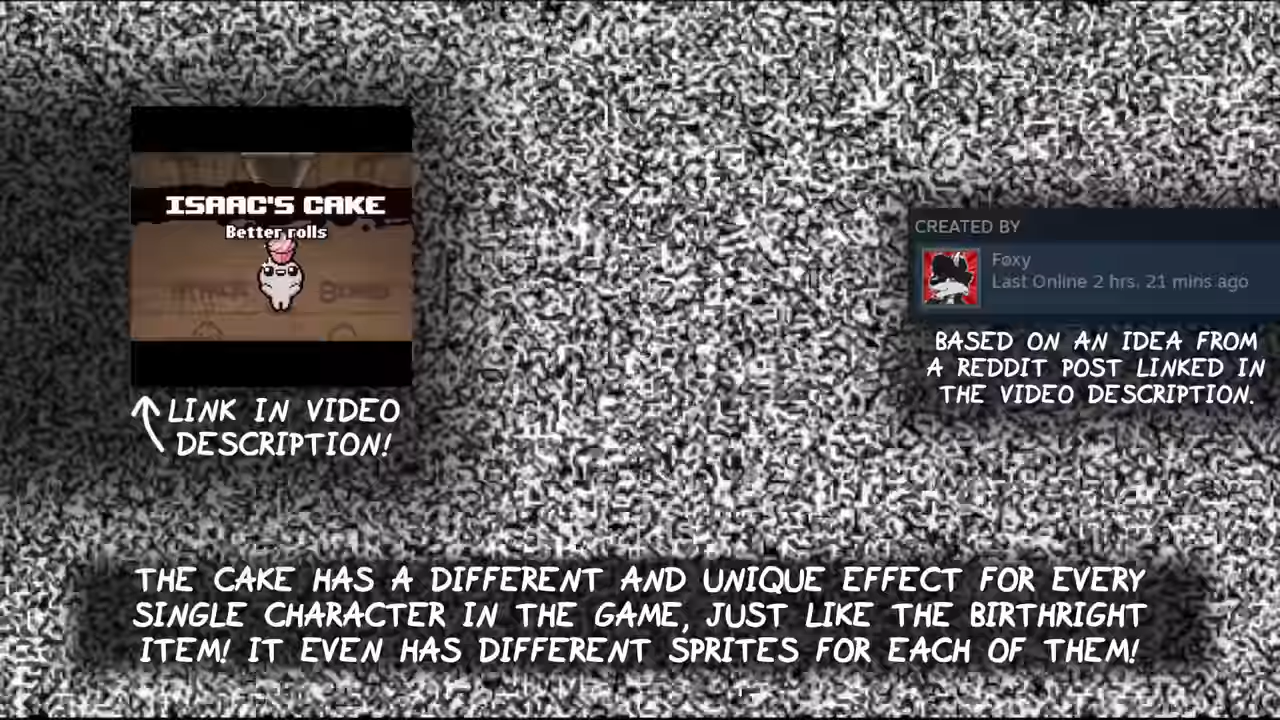 ISAAC'S CAKE
Better rolls
LINK IN VIDEO
DESCRIPTION!
CREATED BY
Foxy
Last Online 2 hrs. 21 mins ago
BASED ON AN IDEA FROM
A REDDIT POST LINKED IN
THE VIDEO DESCRIPTION.
THE CAKE HAS A DIFFERENT AND UNIQUE EFFECT FOR EVERY
SINGLE CHARACTER IN THE GAME, JUST LIKE THE BIRTHRIGHT
ITEM! IT EVEN HAS DIFFERENT SPRITES FOR EACH OF THEM!